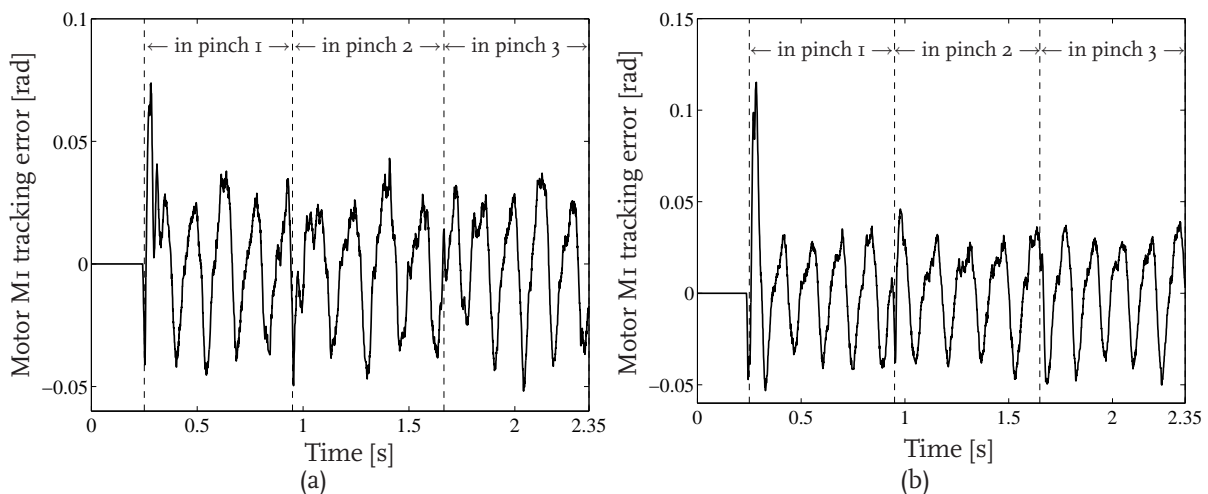 0.1
← in pinch 1 →← in pinch 2 →← in pinch 3 →
0.05
0
−0.05
Motor M1 tracking error [rad]
0 0.5 1 1.5 2 2.35
Time [s]
(a)
0.15
← in pinch 1 →← in pinch 2 →← in pinch 3 →
0.1
0.05
0
−0.05
Motor M1 tracking error [rad]
0 0.5 1 1.5 2 2.35
Time [s]
(b)